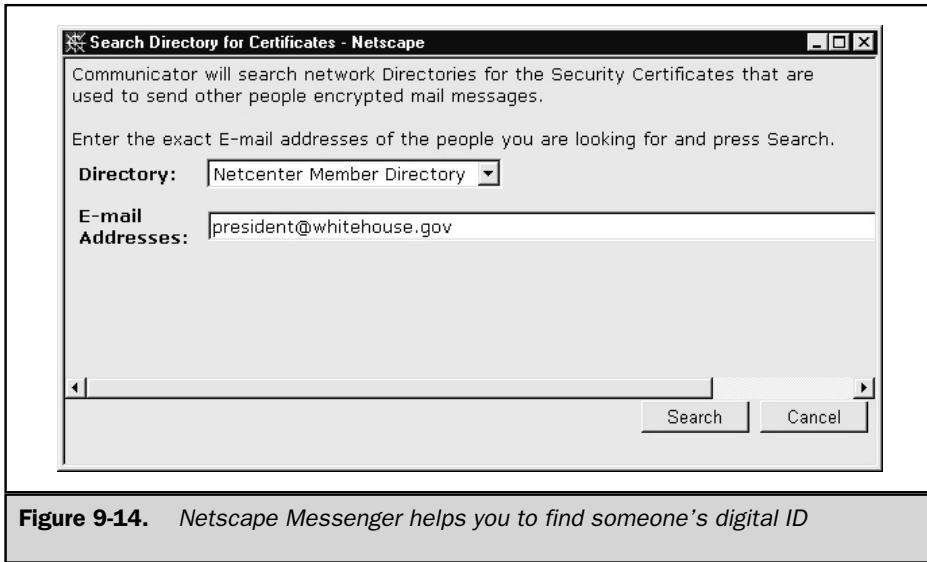 Search Directory for Certificates - Netscape
Communicator will search network Directories for the Security Certificates that are
used to send other people encrypted mail messages.
Enter the exact E-mail addresses of the people you are looking for and press Search.
Directory: Netcenter Member Directory
E-mail
Addresses: president@whitehouse.gov
Search Cancel
Figure 9-14. Netscape Messenger helps you to find someone's digital ID